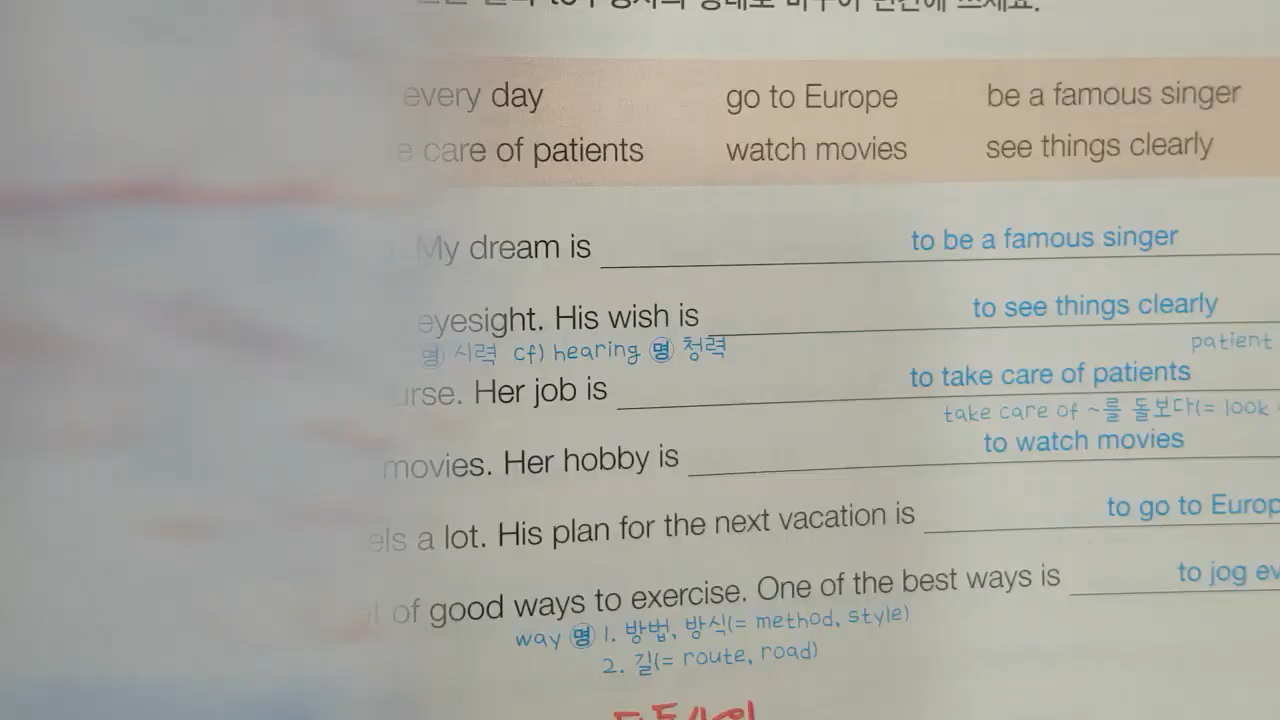 every day go to Europe be a famous singer
care of patients watch movies see things clearly
My dream is to be a famous singer
eyesight. His wish is to see things clearly
명 시력 cf) hearing 명 청력 patient
Her job is to take care of patients
take care of ~를 돌보다(= look
movies. Her hobby is to watch movies
a lot. His plan for the next vacation is to go to
of good ways to exercise. One of the best ways is to jog
way 명 1. 방법, 방식(= method, style)
2. 길(= route, road)